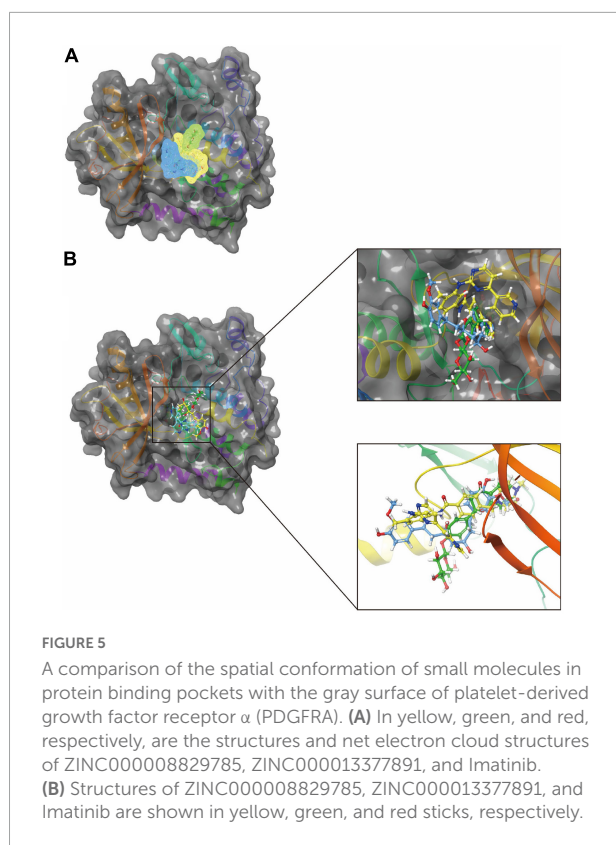 A
B
FIGURE 5
A comparison of the spatial conformation of small molecules in
protein binding pockets with the gray surface of platelet-derived
growth factor receptor α (PDGFRA). (A) In yellow, green, and red,
respectively, are the structures and net electron cloud structures
of ZINC000008829785, ZINC000013377891, and Imatinib.
(B) Structures of ZINC000008829785, ZINC000013377891, and
Imatinib are shown in yellow, green, and red sticks, respectively.